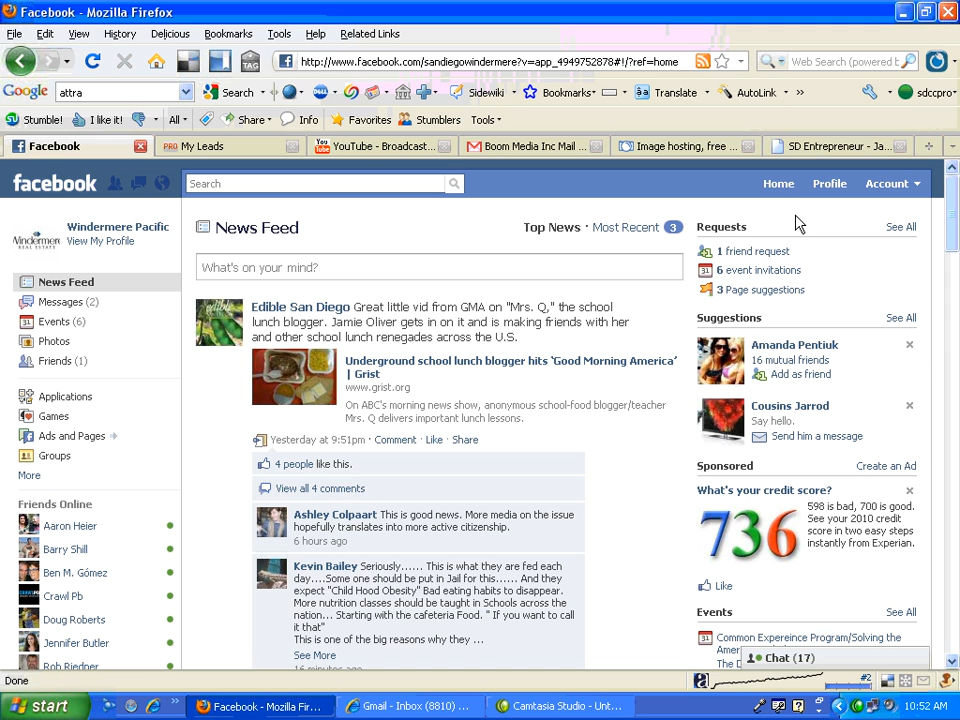 Facebook - Mozilla Firefox
File Edit View History Delicious Bookmarks Tools Help Related Links
http://www.facebook.com/sandiegowindermere?v=app_4949752878#!/?ref=home
Web Search (powered b
TAG
Google attra Search Sidewiki Bookmarks Translate AutoLink » sdccpro
Stumble! I like it! All Share Info Favorites Stumblers Tools
Facebook
PRO My Leads
YouTube - Broadcast...
Boom Media Inc Mail ...
Image hosting, free ...
SD Entrepreneur - Ja...
facebook Search Home Profile Account
Windermere Pacific
View My Profile
Windermere
REAL ESTATE
News Feed
Messages (2)
Events (6)
Photos
Friends (1)
Applications
Games
Ads and Pages
Groups
More
Friends Online
Aaron Heier
Barry Shill
Ben M. Gómez
Crawl Pb
Doug Roberts
Jennifer Butler
Rob Riedner
News Feed Top News · Most Recent 3
What's on your mind?
Edible San Diego Great little vid from GMA on "Mrs. Q," the school
lunch blogger. Jamie Oliver gets in on it and is making friends with her
and other school lunch renegades across the U.S.
Underground school lunch blogger hits ‘Good Morning America’
| Grist
www.grist.org
On ABC's morning news show, anonymous school-food blogger/teacher
Mrs. Q delivers important lunch lessons.
Yesterday at 9:51pm · Comment · Like · Share
4 people like this.
View all 4 comments
Ashley Colpaart This is good news. More media on the issue
hopefully translates into more active citizenship.
6 hours ago
Kevin Bailey Seriously...... This is what they are fed each
day....Some one should be put in Jail for this...... And they
expect "Child Hood Obesity" Bad eating habits to disappear.
More nutrition classes should be taught in Schools across the
nation... Starting with the cafeteria Food. " If you want to call
it that"
This is one of the big reasons why they ...
See More
16 minutes ago
Requests See All
1 friend request
6 event invitations
3 Page suggestions
Suggestions See All
Amanda Pentiuk
16 mutual friends
Add as friend
Cousins Jarrod
Say hello.
Send him a message
Sponsored Create an Ad
What's your credit score?
736
598 is bad, 700 is good.
See your 2010 credit
score in two easy steps
instantly from Experian.
Like
Events See All
Common Expereince Program/Solving the
America
The D
Chat (17)
Done
#2
start
Facebook - Mozilla Fir...
Gmail - Inbox (8810) ...
Camtasia Studio - Unt...
10:52 AM